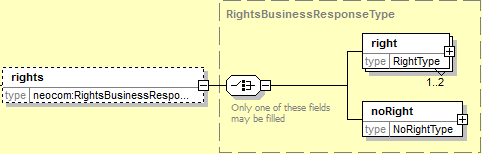 RightsBusinessResponseType
right
type RightType
1..2
rights
type neocom:RightsBusinessRespo...
Only one of these fields
may be filled
noRight
type NoRightType